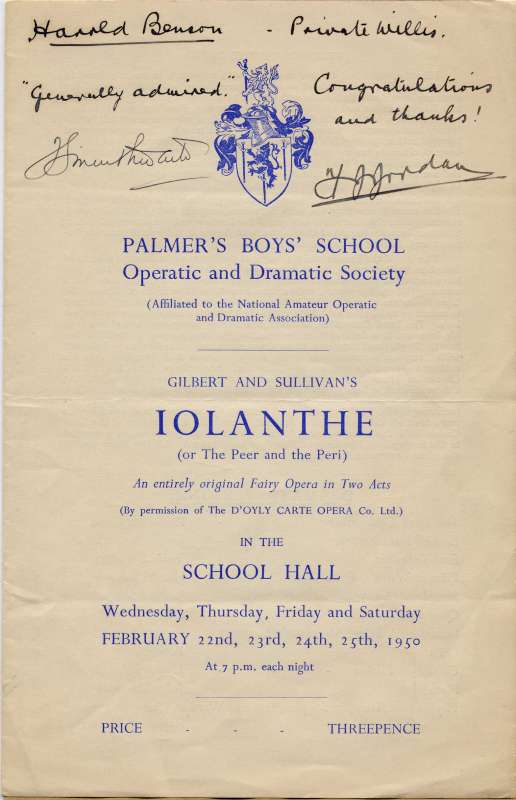 Harold Benson - Private Willis.
"Generally admired."
Congratulations
and thanks!
PALMER'S BOYS' SCHOOL
Operatic and Dramatic Society
(Affiliated to the National Amateur Operatic
and Dramatic Association)
GILBERT AND SULLIVAN'S
IOLANTHE
(or The Peer and the Peri)
An entirely original Fairy Opera in Two Acts
(By permission of The D'OYLY CARTE OPERA Co. Ltd.)
IN THE
SCHOOL HALL
Wednesday, Thursday, Friday and Saturday
FEBRUARY 22nd, 23rd, 24th, 25th, 1950
At 7 p.m. each night
PRICE - - - THREEPENCE